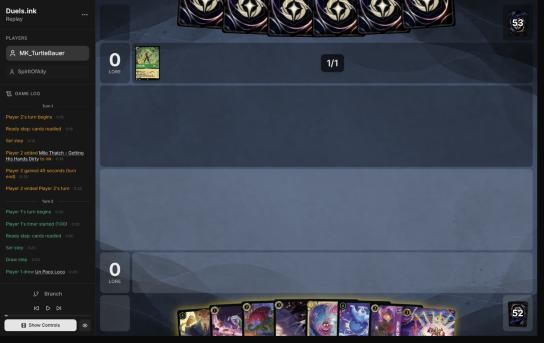 Duels.ink
Replay
PLAYERS
MK_TurtleBauer
SpiritOfAlly
GAME LOG
Turn 1
Player 2's turn begins
Ready step: cards readied
Set step
Player 2 added Milo Thatch - Getting
His Hands Dirty to ink
Player 2 gained 45 seconds (turn
end)
Player 2 ended Player 2's turn
Turn 2
Player 1's turn begins
Player 1's timer started
Ready step: cards readied
Set step
Draw step
Player 1 drew Un Poco Loco
Branch
Show Controls
0
LORE
1/1
53
0
LORE
52